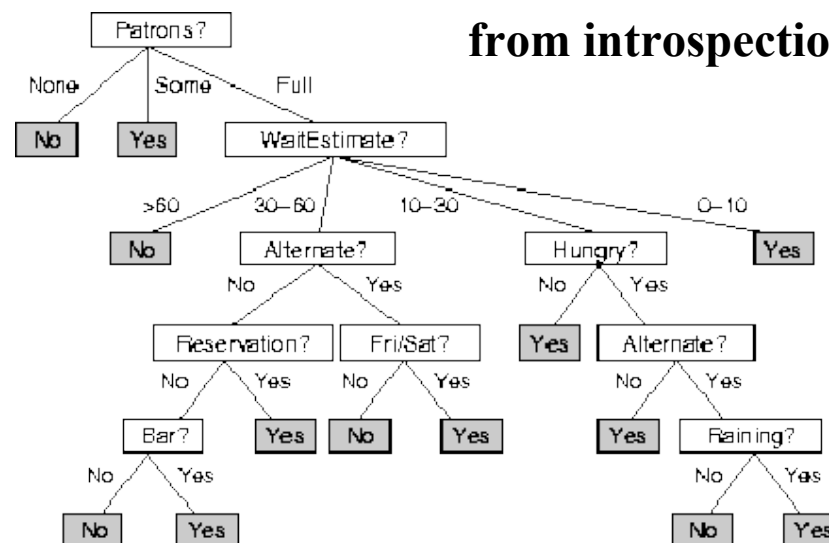 from introspectio
Patrons?
None Some Full
No Yes WaitEstimate?
>60 30–60 10–30 0–10
No Alternate? Hungry? Yes
No Yes No Yes
Reservation? Fri/Sat? Yes Alternate?
No Yes No Yes No Yes
Bar? Yes No Yes Yes Raining?
No Yes No Yes
No Yes No Yes